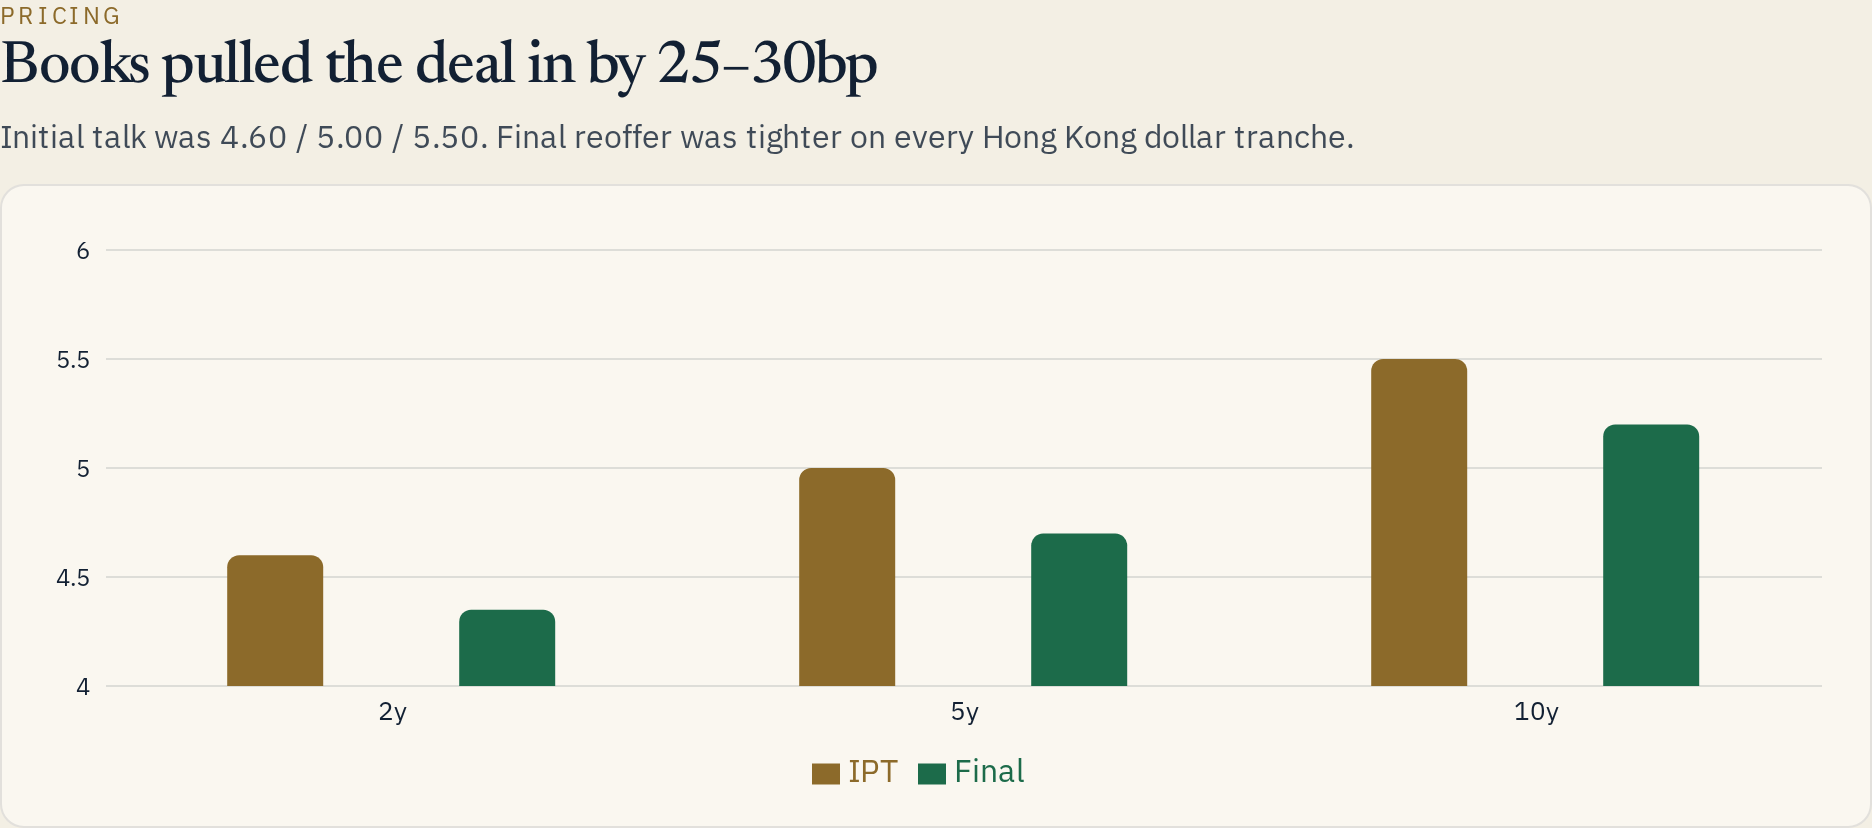 PRICING
Books pulled the deal in by 25–30bp
Initial talk was 4.60 / 5.00 / 5.50. Final reoffer was tighter on every Hong Kong dollar tranche.
6
5.5
5
4.5
4
2y 5y 10y
IPT Final